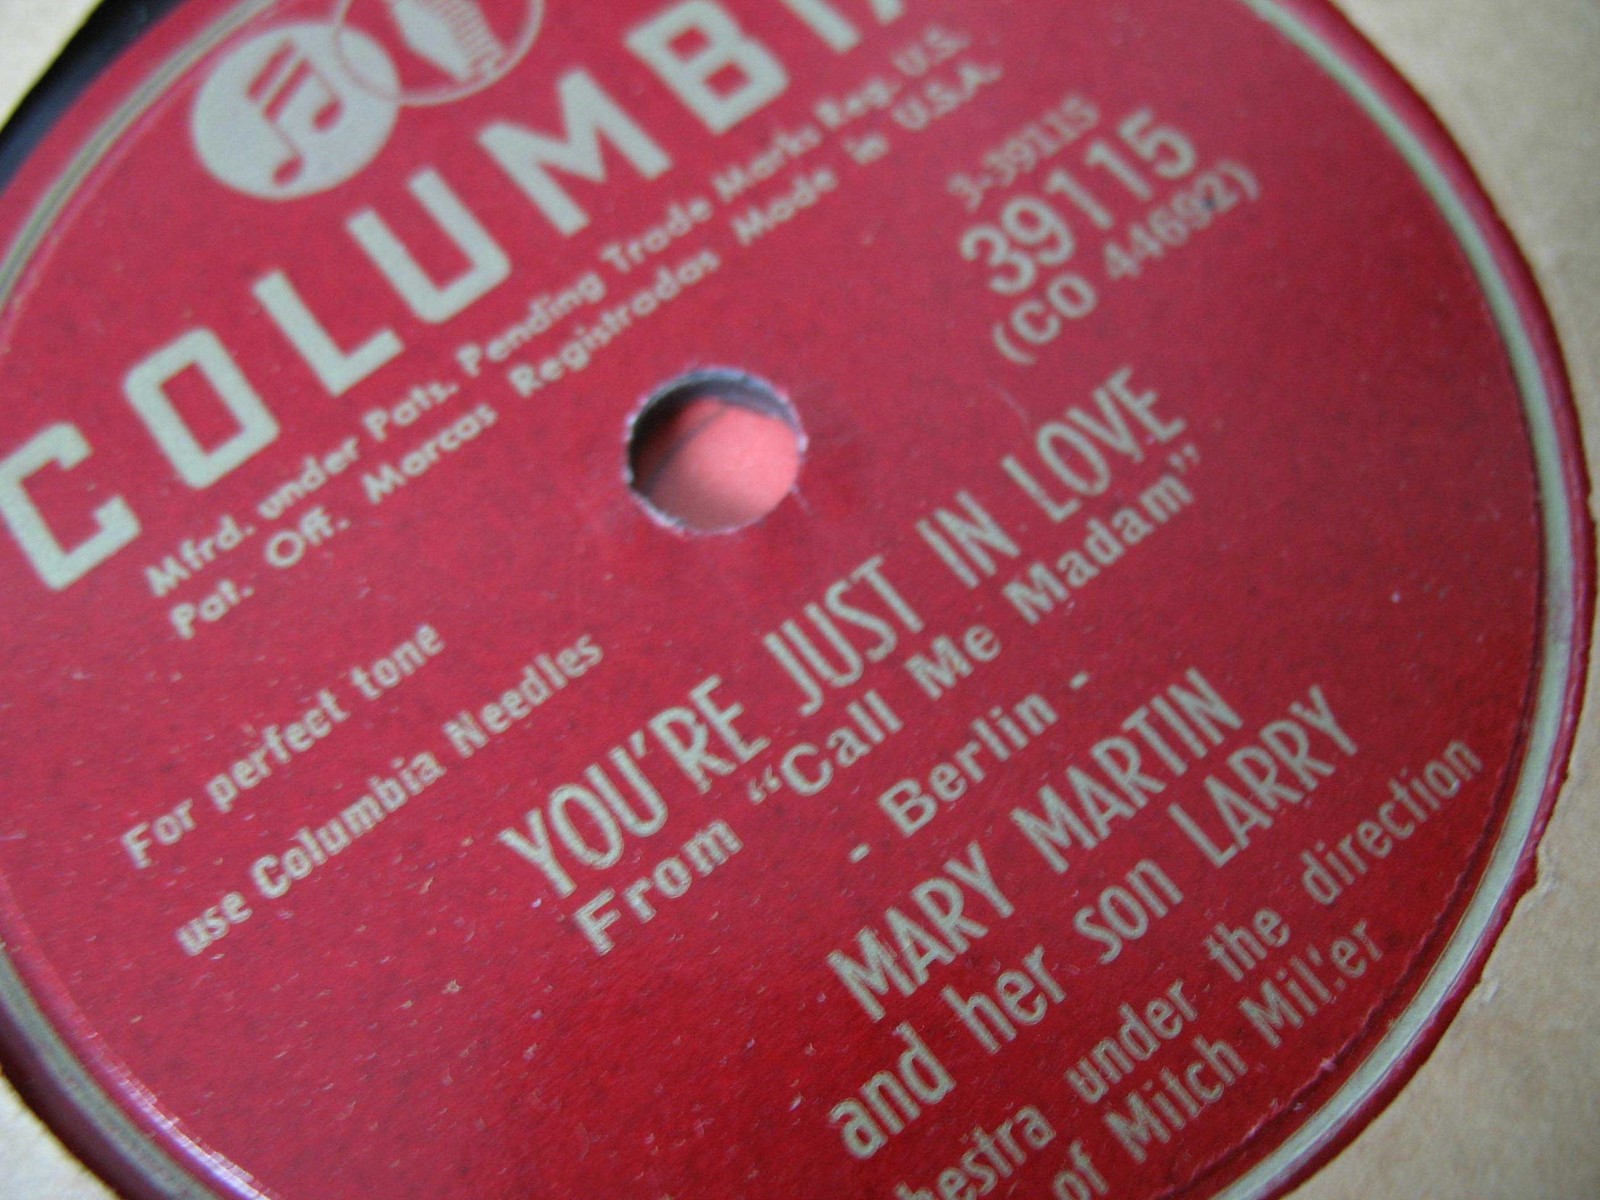 COLUMBIA
Mfrd. under Pats. Pending Trade Marks Reg. U.S.
Pat. Off. Marcas Registradas Made in U.S.A.
3-39115
39115
(CO 44692)
For perfect tone
use Columbia Needles
YOU'RE JUST IN LOVE
From "Call Me Madam"
- Berlin -
MARY MARTIN
and her son LARRY
hestra under the direction
of Mitch Miller